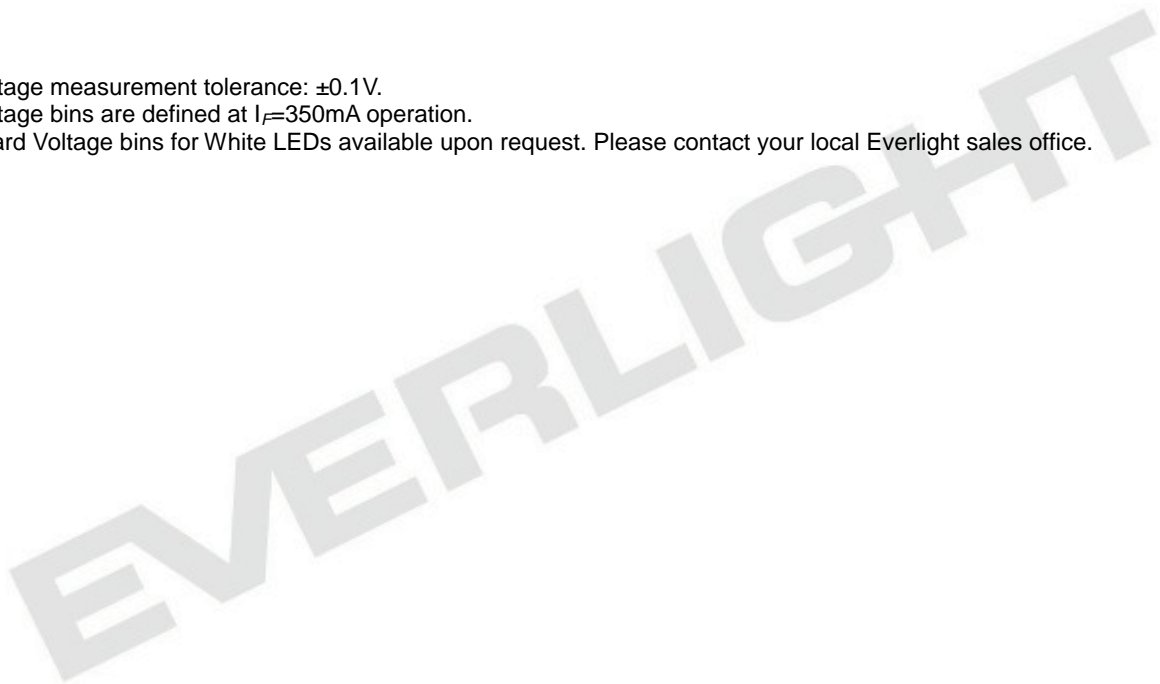 tage measurement tolerance: ±0.1V.
tage bins are defined at IF=350mA operation.
ard Voltage bins for White LEDs available upon request. Please contact your local Everlight sales office.
EVERLIGHT